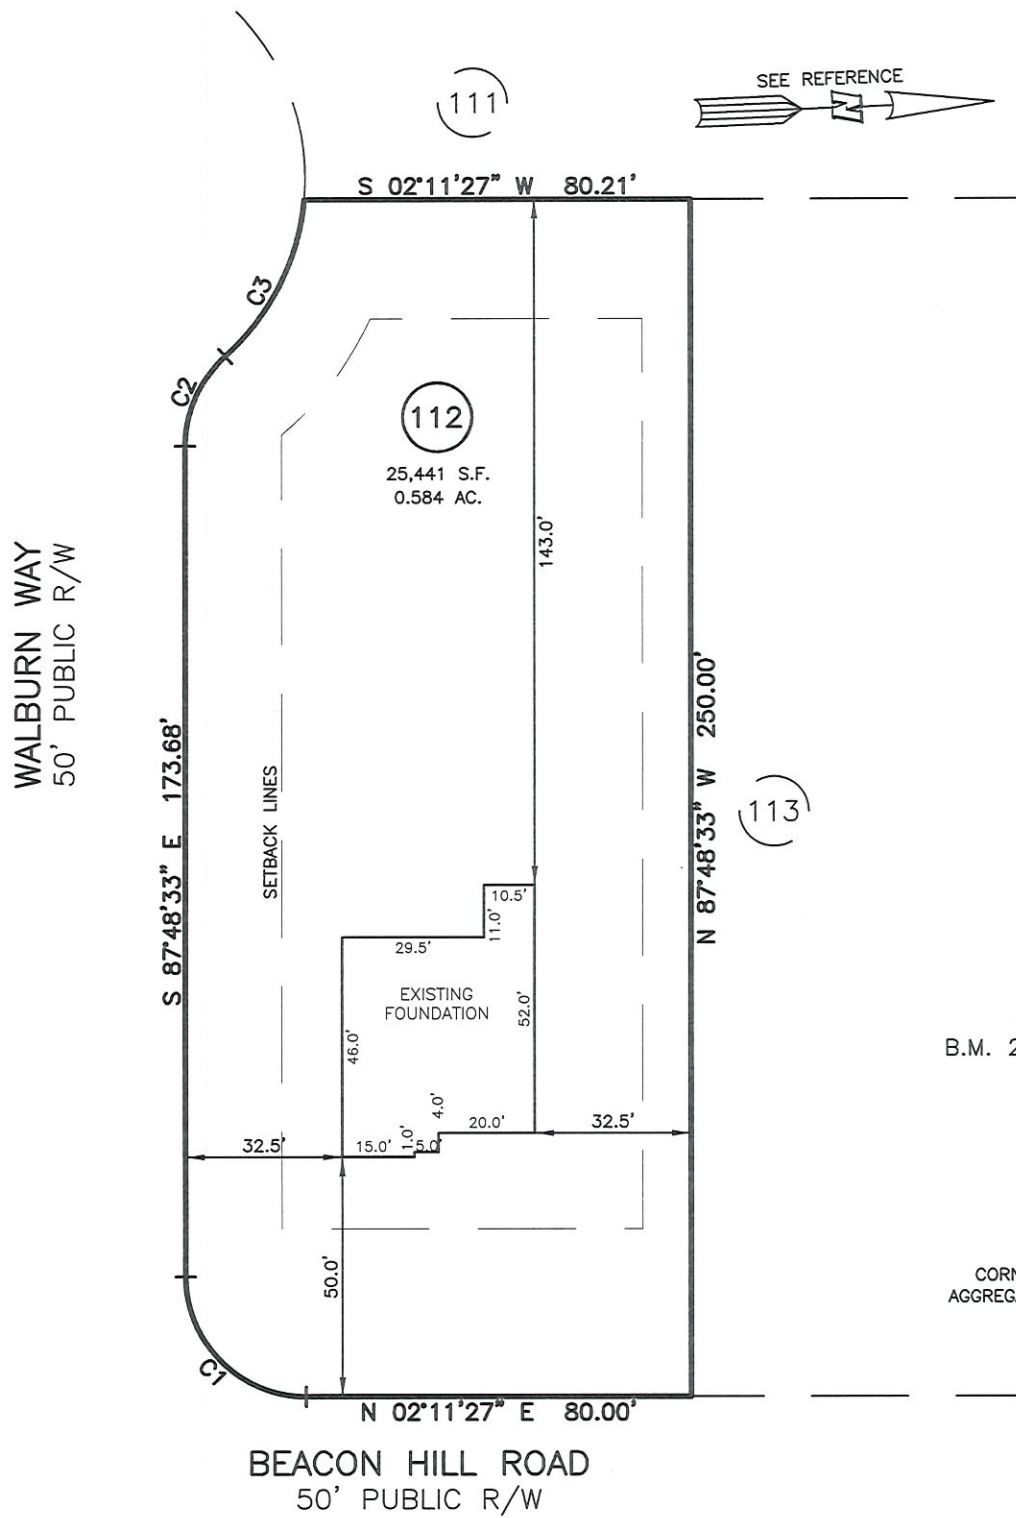 111
SEE REFERENCE
N
S 02°11'27" W 80.21'
C3
C2
112
25,441 S.F.
0.584 AC.
143.0'
WALBURN WAY
50' PUBLIC R/W
S 87°48'33" E 173.68'
SETBACK LINES
N 87°48'33" W 250.00'
113
10.5'
11.0'
29.5'
EXISTING
FOUNDATION
52.0'
46.0'
B.M. 2
4.0'
20.0'
1.0'
15.0'
5.0'
32.5'
32.5'
50.0'
CORN
AGGREGA
C1
N 02°11'27" E 80.00'
BEACON HILL ROAD
50' PUBLIC R/W